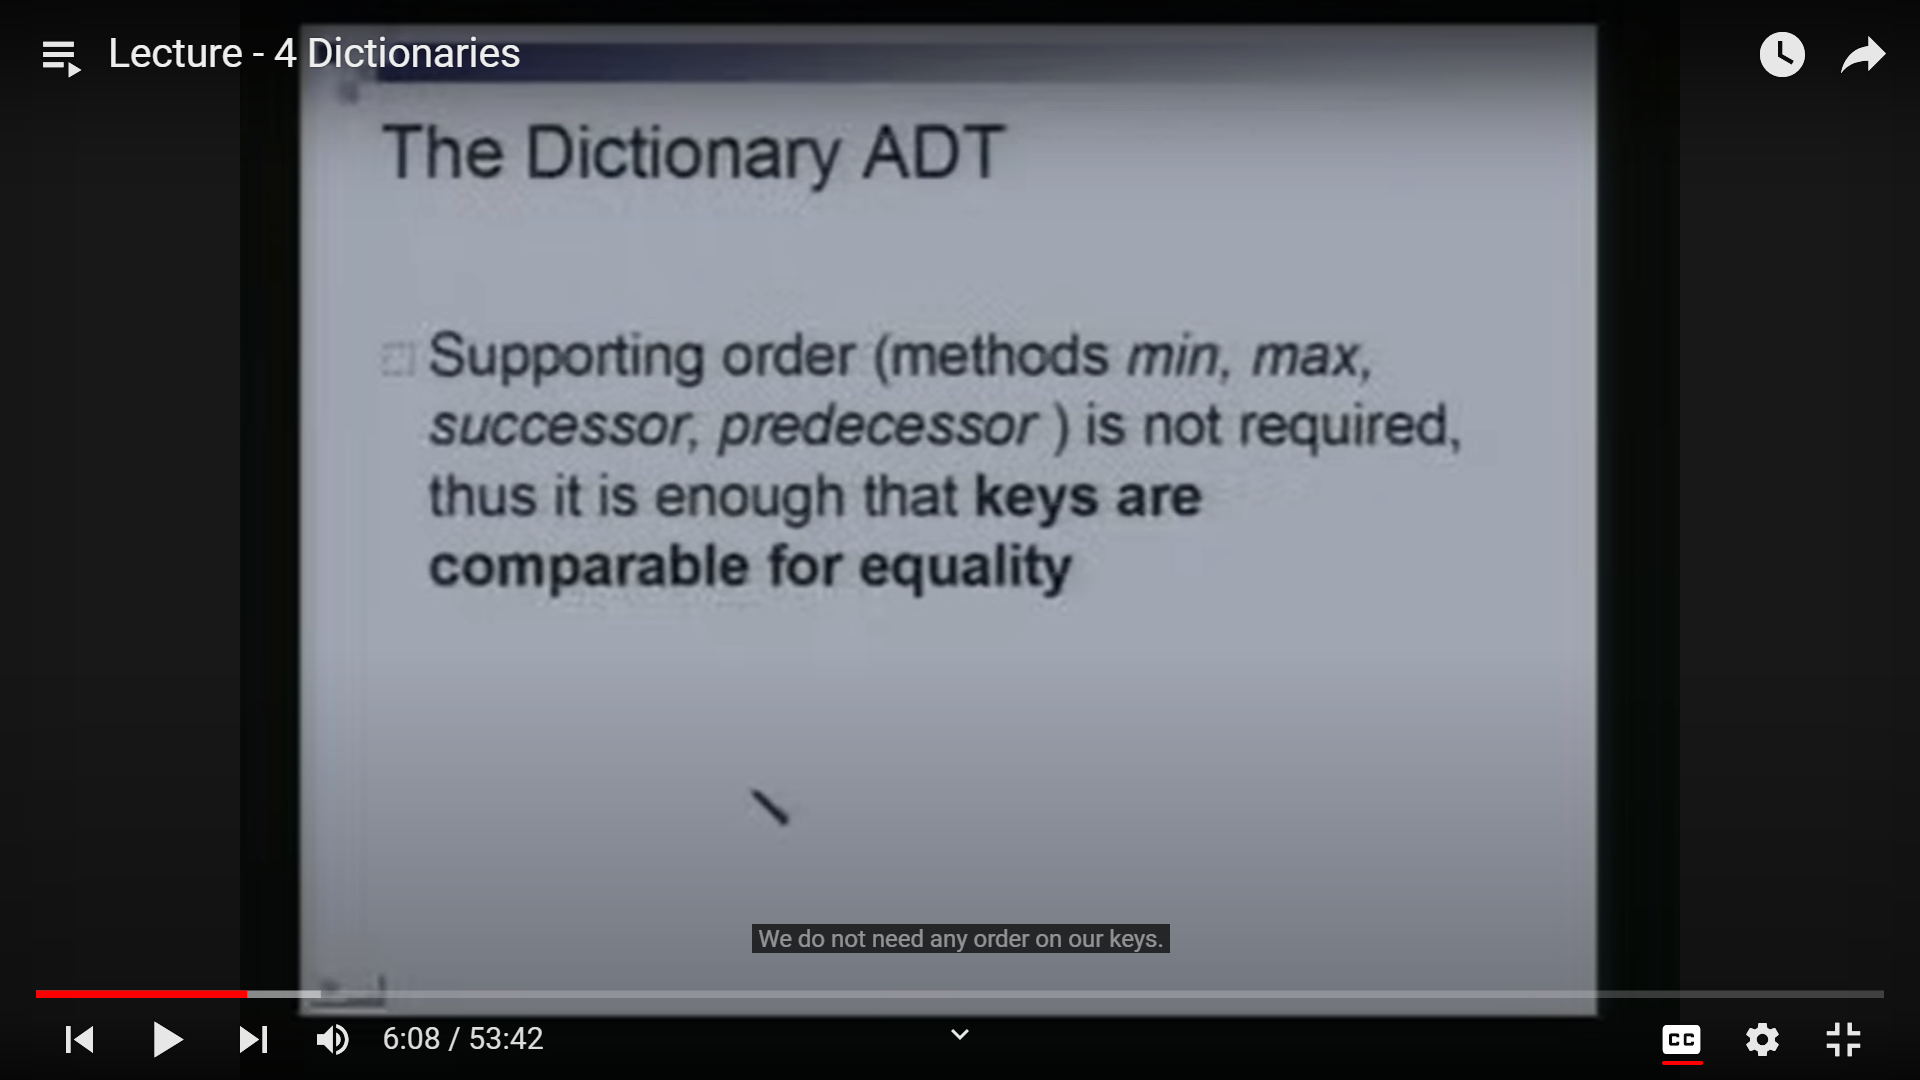 Lecture - 4 Dictionaries
The Dictionary ADT
Supporting order (methods min, max,
successor, predecessor ) is not required,
thus it is enough that keys are
comparable for equality
We do not need any order on our keys.
6:08 / 53:42
CC